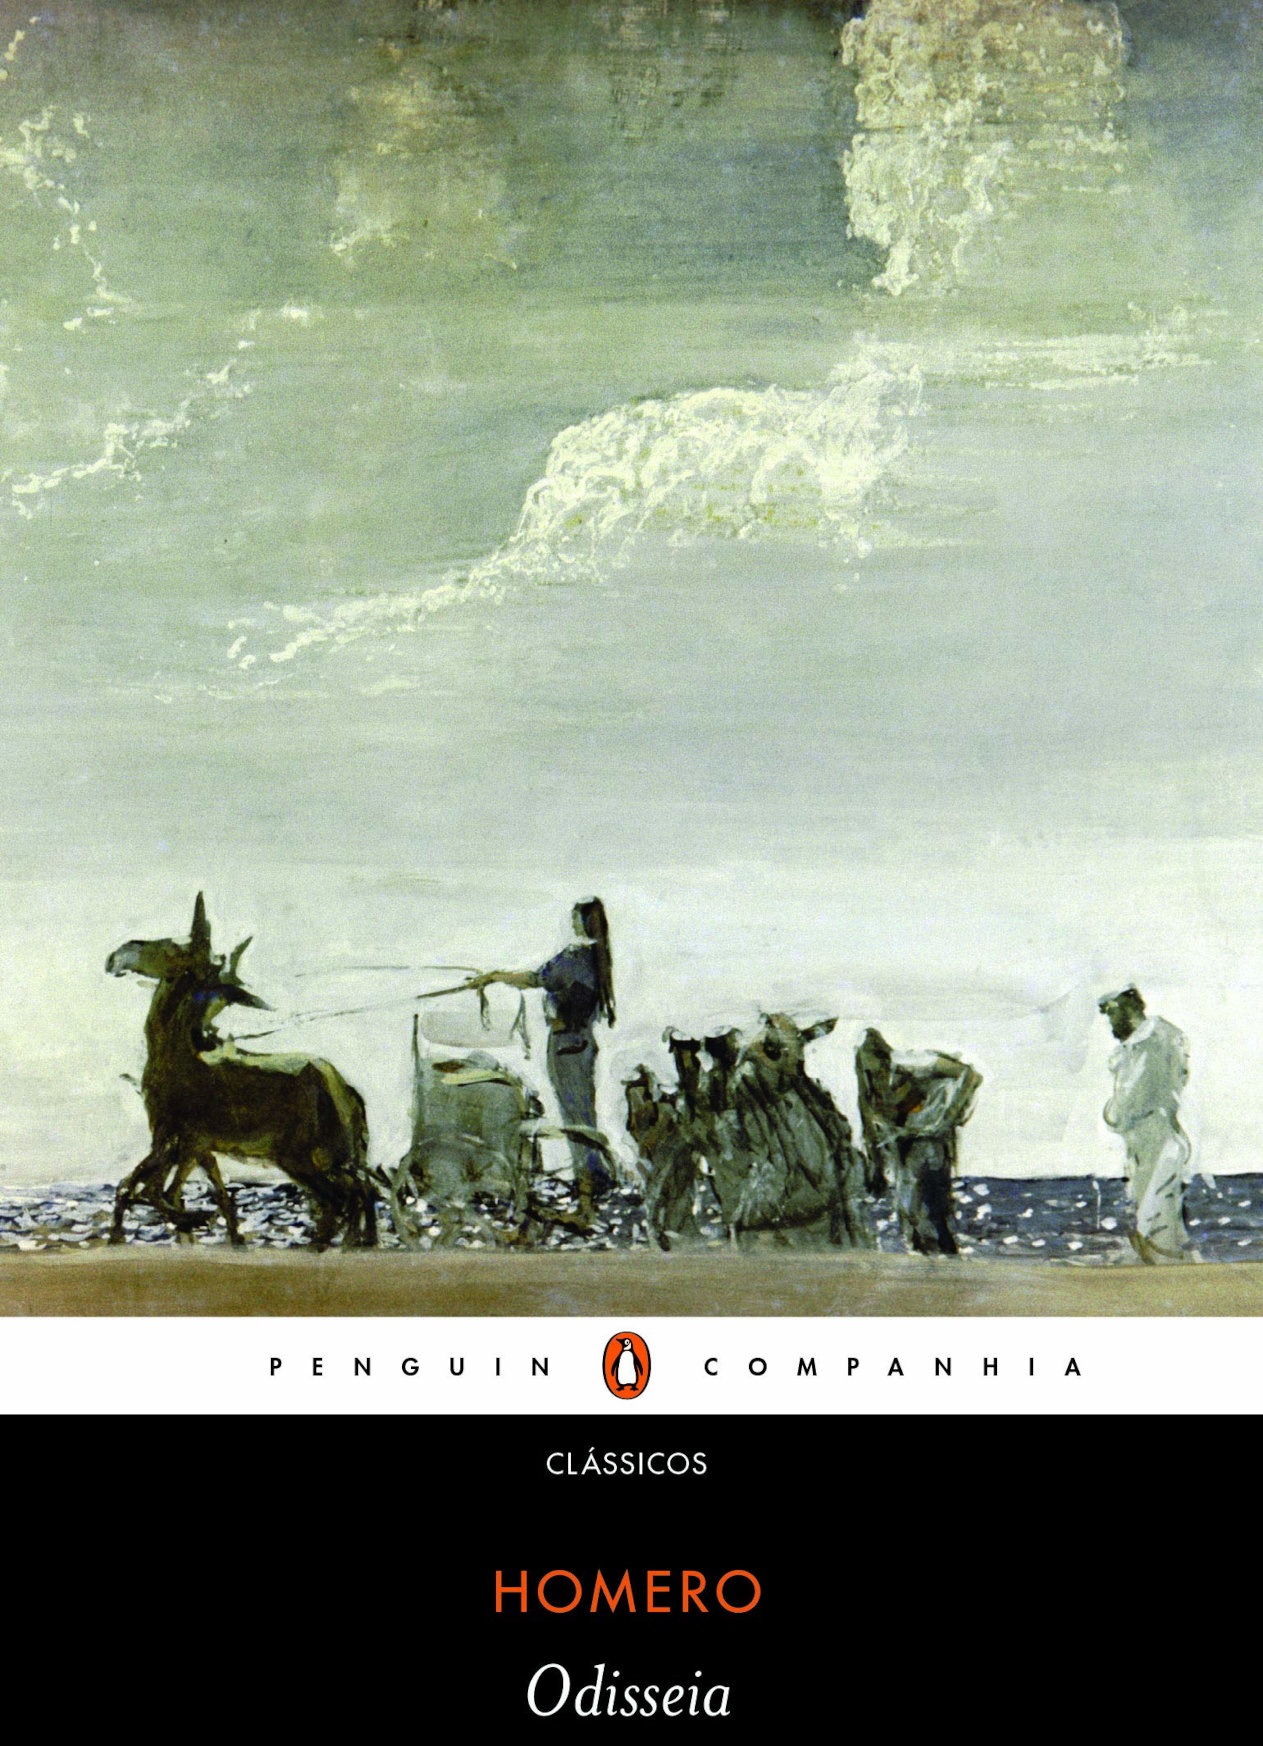 PENGUIN COMPANHIA
CLÁSSICOS
HOMERO
Odisseia